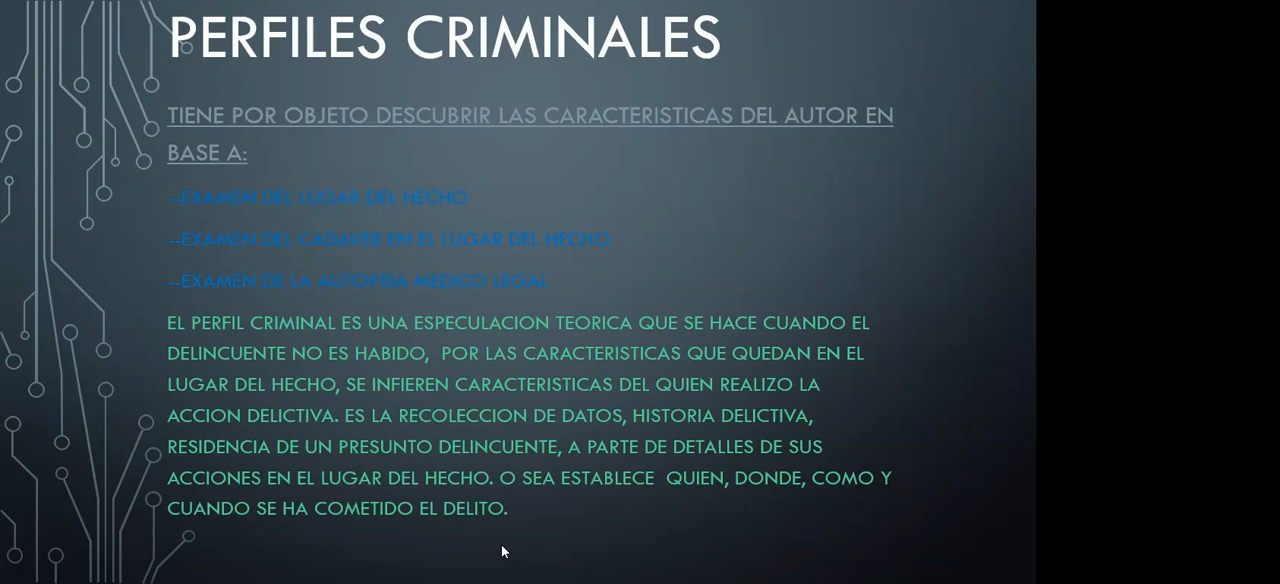 PERFILES CRIMINALES
TIENE POR OBJETO DESCUBRIR LAS CARACTERISTICAS DEL AUTOR EN
BASE A:
--EXAMEN DEL LUGAR DEL HECHO
--EXAMEN DEL CADAVER EN EL LUGAR DEL HECHO
--EXAMEN DE LA AUTOPSIA MEDICO LEGAL
EL PERFIL CRIMINAL ES UNA ESPECULACION TEORICA QUE SE HACE CUANDO EL
DELINCUENTE NO ES HABIDO, POR LAS CARACTERISTICAS QUE QUEDAN EN EL
LUGAR DEL HECHO, SE INFIEREN CARACTERISTICAS DEL QUIEN REALIZO LA
ACCION DELICTIVA. ES LA RECOLECCION DE DATOS, HISTORIA DELICTIVA,
RESIDENCIA DE UN PRESUNTO DELINCUENTE, A PARTE DE DETALLES DE SUS
ACCIONES EN EL LUGAR DEL HECHO. O SEA ESTABLECE QUIEN, DONDE, COMO Y
CUANDO SE HA COMETIDO EL DELITO.